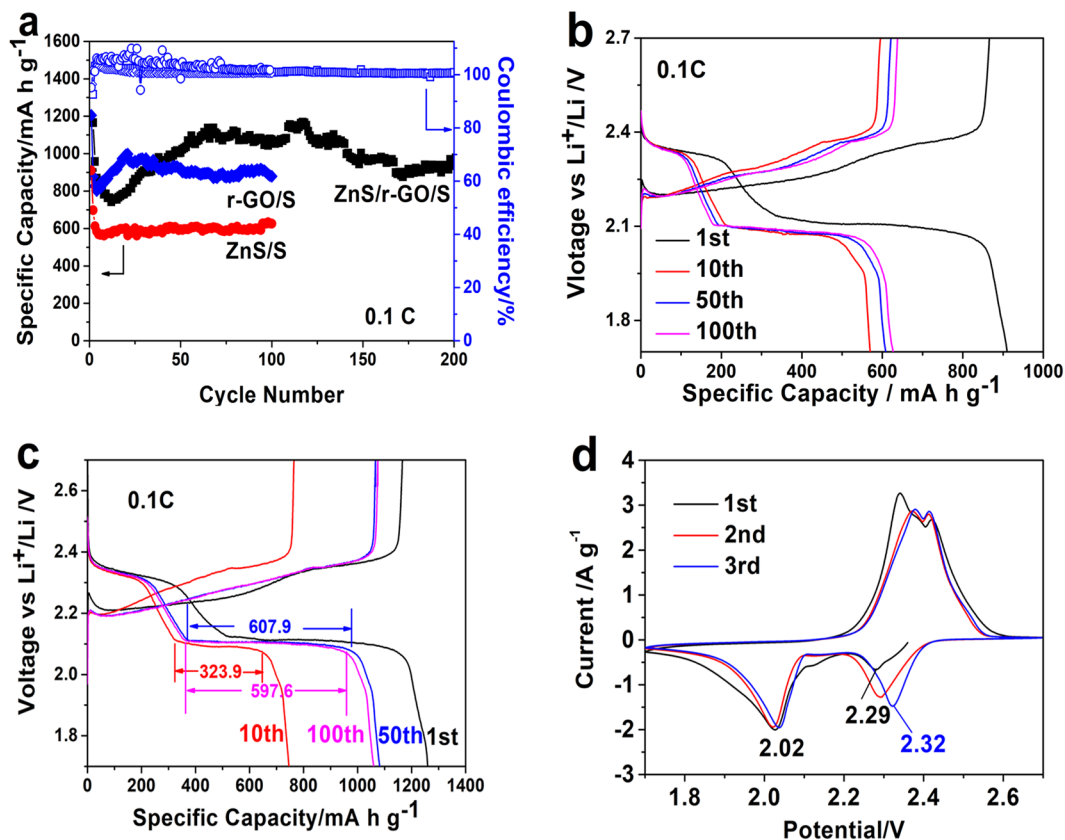 a
Specific Capacity/mA h g-1
1600
1400
1200
1000
800
600
400
200
0
100
80
60
40
20
0
Coulombic efficiency/%
r-GO/S
ZnS/r-GO/S
ZnS/S
0.1 C
0 50 100 150 200
Cycle Number
b
Vlotage vs Li+/Li /V
2.7
2.4
2.1
1.8
0.1C
1st
10th
50th
100th
0 200 400 600 800 1000
Specific Capacity / mA h g-1
c
Voltage vs Li+/Li /V
2.6
2.4
2.2
2.0
1.8
0.1C
607.9
323.9
597.6
10th
100th
50th
1st
0 200 400 600 800 1000 1200 1400
Specific Capacity/mA h g-1
d
Current /A g-1
4
3
2
1
0
-1
-2
-3
1st
2nd
3rd
2.29
2.02
2.32
1.8 2.0 2.2 2.4 2.6
Potential/V